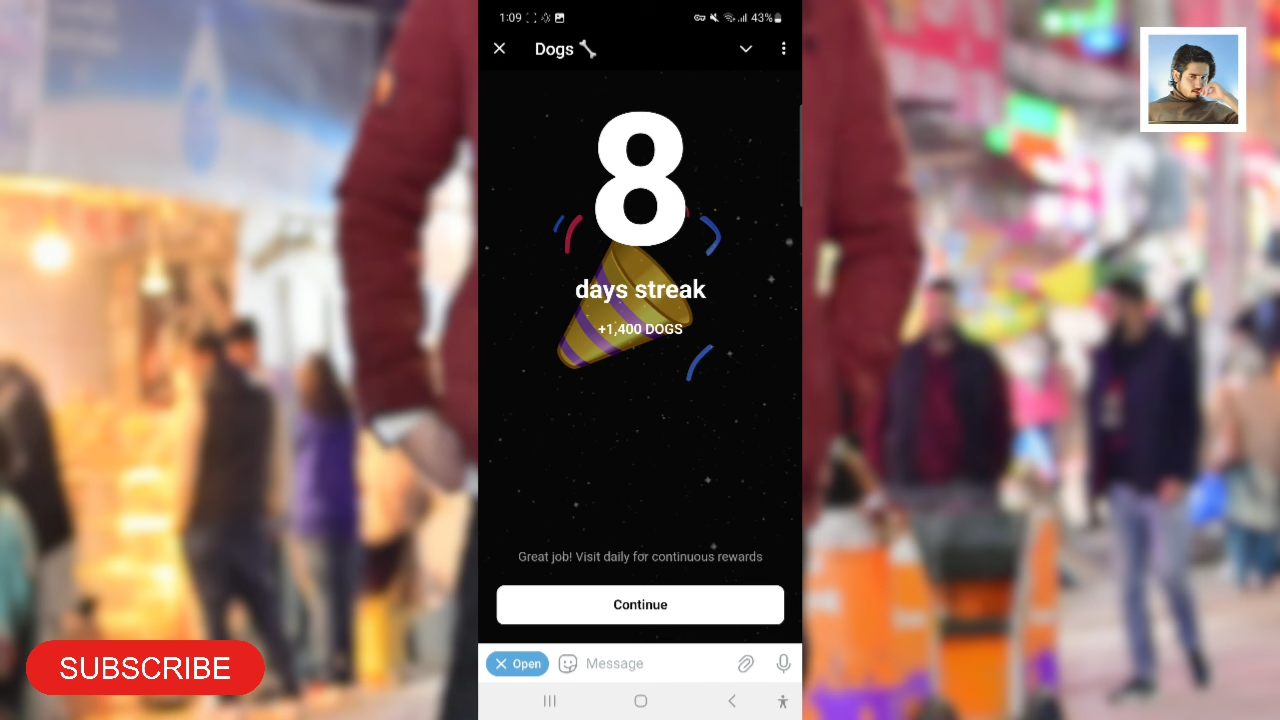 1:09
43%
Dogs
8
days streak
+1,400 DOGS
Great job! Visit daily for continuous rewards
Continue
Open
Message
SUBSCRIBE